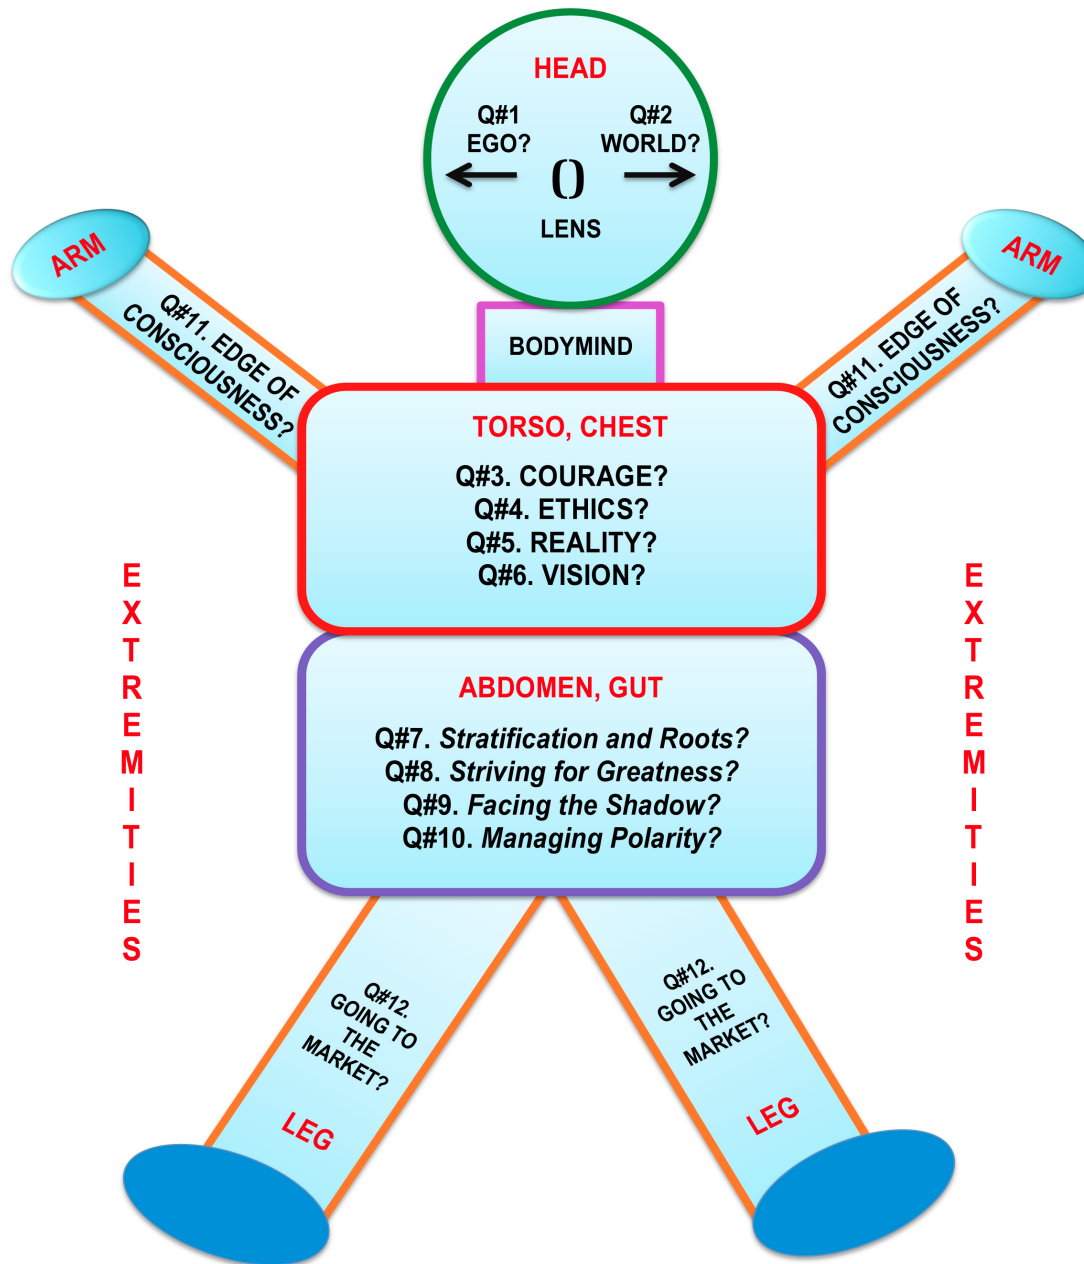 HEAD
Q#1
EGO?
Q#2
WORLD?
()
LENS
ARM
ARM
Q#11. EDGE OF
CONSCIOUSNESS?
Q#11. EDGE OF
CONSCIOUSNESS?
BODYMIND
TORSO, CHEST
Q#3. COURAGE?
Q#4. ETHICS?
Q#5. REALITY?
Q#6. VISION?
EXTREMITIES
EXTREMITIES
ABDOMEN, GUT
Q#7. Stratification and Roots?
Q#8. Striving for Greatness?
Q#9. Facing the Shadow?
Q#10. Managing Polarity?
Q#12.
GOING TO
THE
MARKET?
LEG
Q#12.
GOING TO
THE
MARKET?
LEG